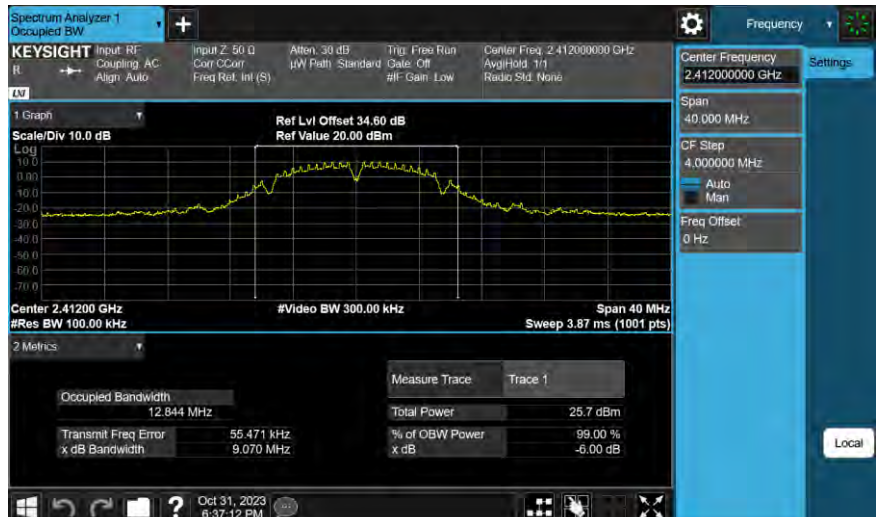 Spectrum Analyzer 1
Occupied BW
+
Frequency
KEYSIGHT
R
LXI
Input: RF
Coupling: AC
Align: Auto
Input Z: 50 Ω
Corr CCorr
Freq Ref: Int (S)
Atten: 30 dB
µW Path: Standard
Trig: Free Run
Gate: Off
#IF Gain: Low
Center Freq: 2.412000000 GHz
Avg|Hold: 1/1
Radio Std: None
Center Frequency
2.412000000 GHz
Settings
Span
40.000 MHz
CF Step
4.000000 MHz
Auto
Man
Freq Offset
0 Hz
1 Graph
Scale/Div 10.0 dB
Ref Lvl Offset 34.60 dB
Ref Value 20.00 dBm
Log
10.0
0.00
-10.0
-20.0
-30.0
-40.0
-50.0
-60.0
-70.0
Center 2.41200 GHz
#Res BW 100.00 kHz
#Video BW 300.00 kHz
Span 40 MHz
Sweep 3.87 ms (1001 pts)
2 Metrics
Measure Trace Trace 1
Occupied Bandwidth
12.844 MHz
Total Power 25.7 dBm
Transmit Freq Error 55.471 kHz
% of OBW Power 99.00 %
x dB Bandwidth 9.070 MHz
x dB -6.00 dB
Local
?
Oct 31, 2023
6:37:12 PM